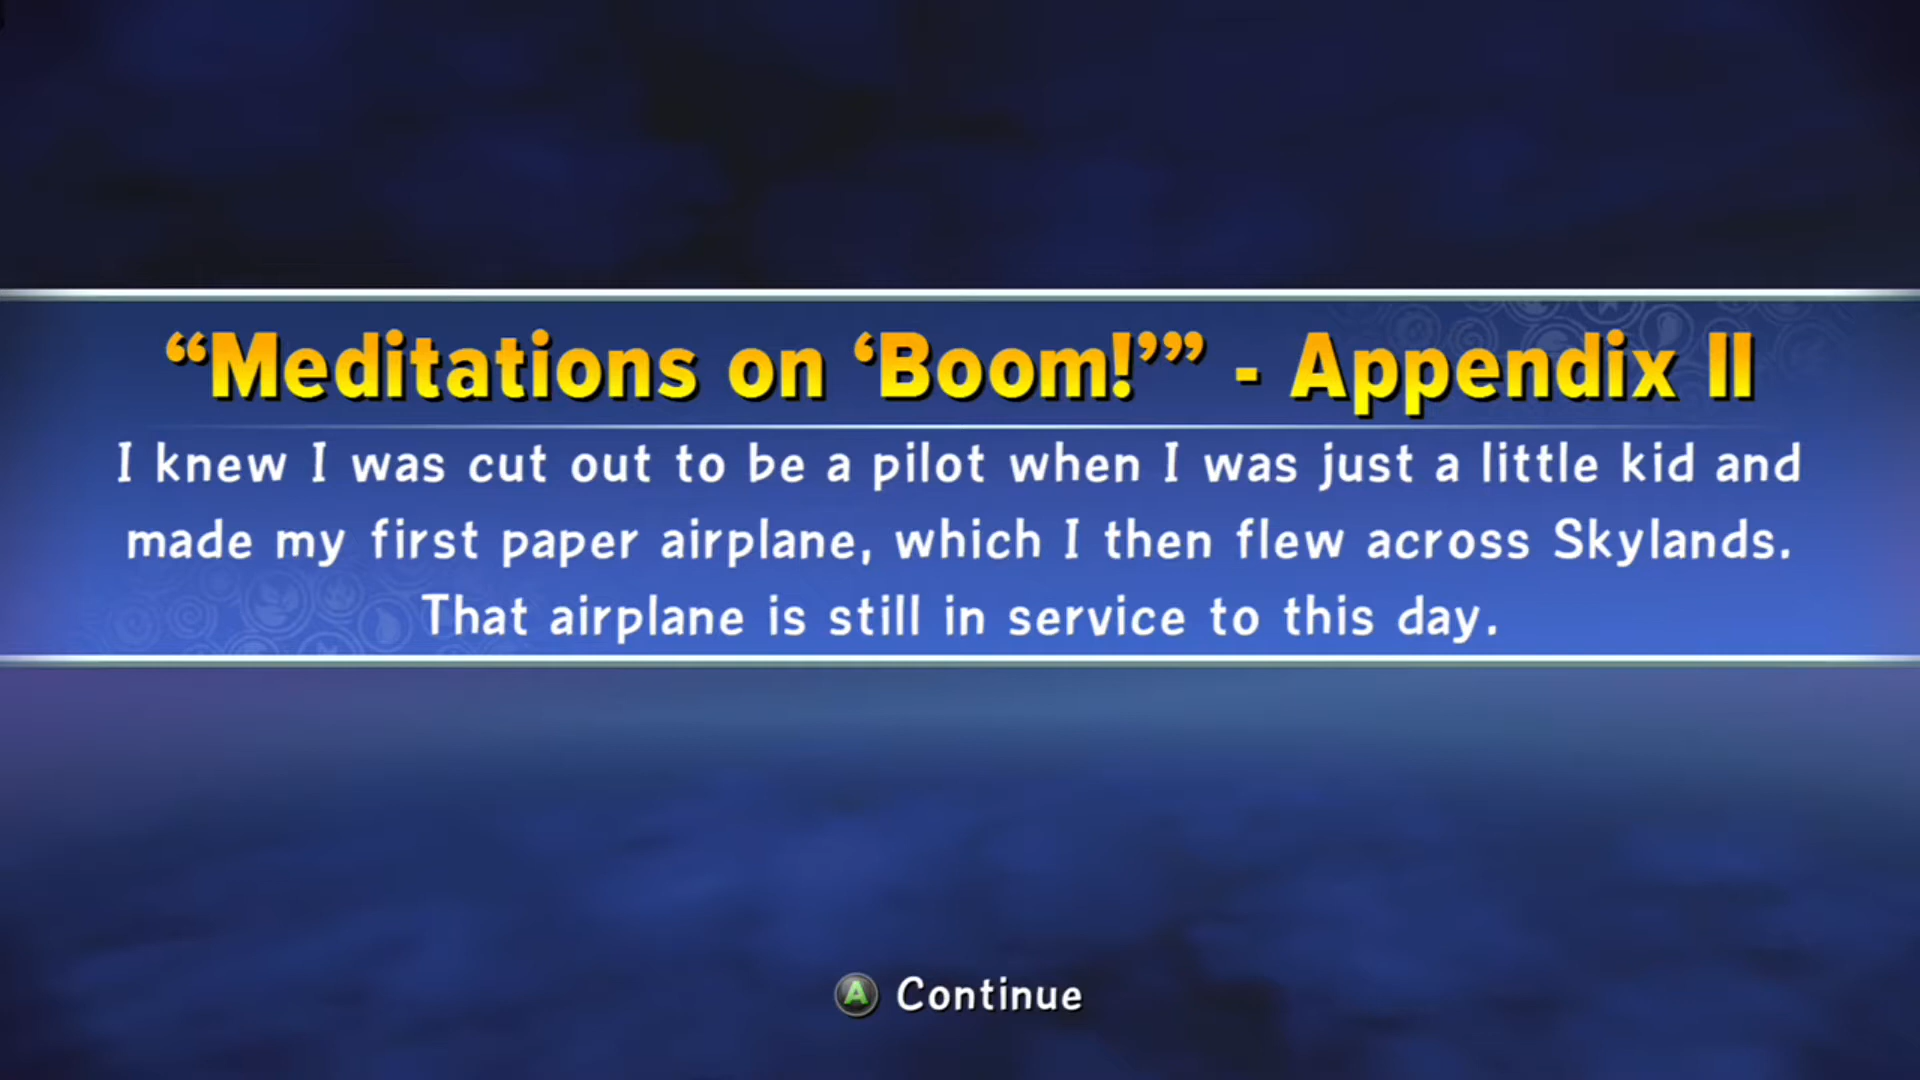 “Meditations on ‘Boom!’” - Appendix II
I knew I was cut out to be a pilot when I was just a little kid and
made my first paper airplane, which I then flew across Skylands.
That airplane is still in service to this day.
A Continue